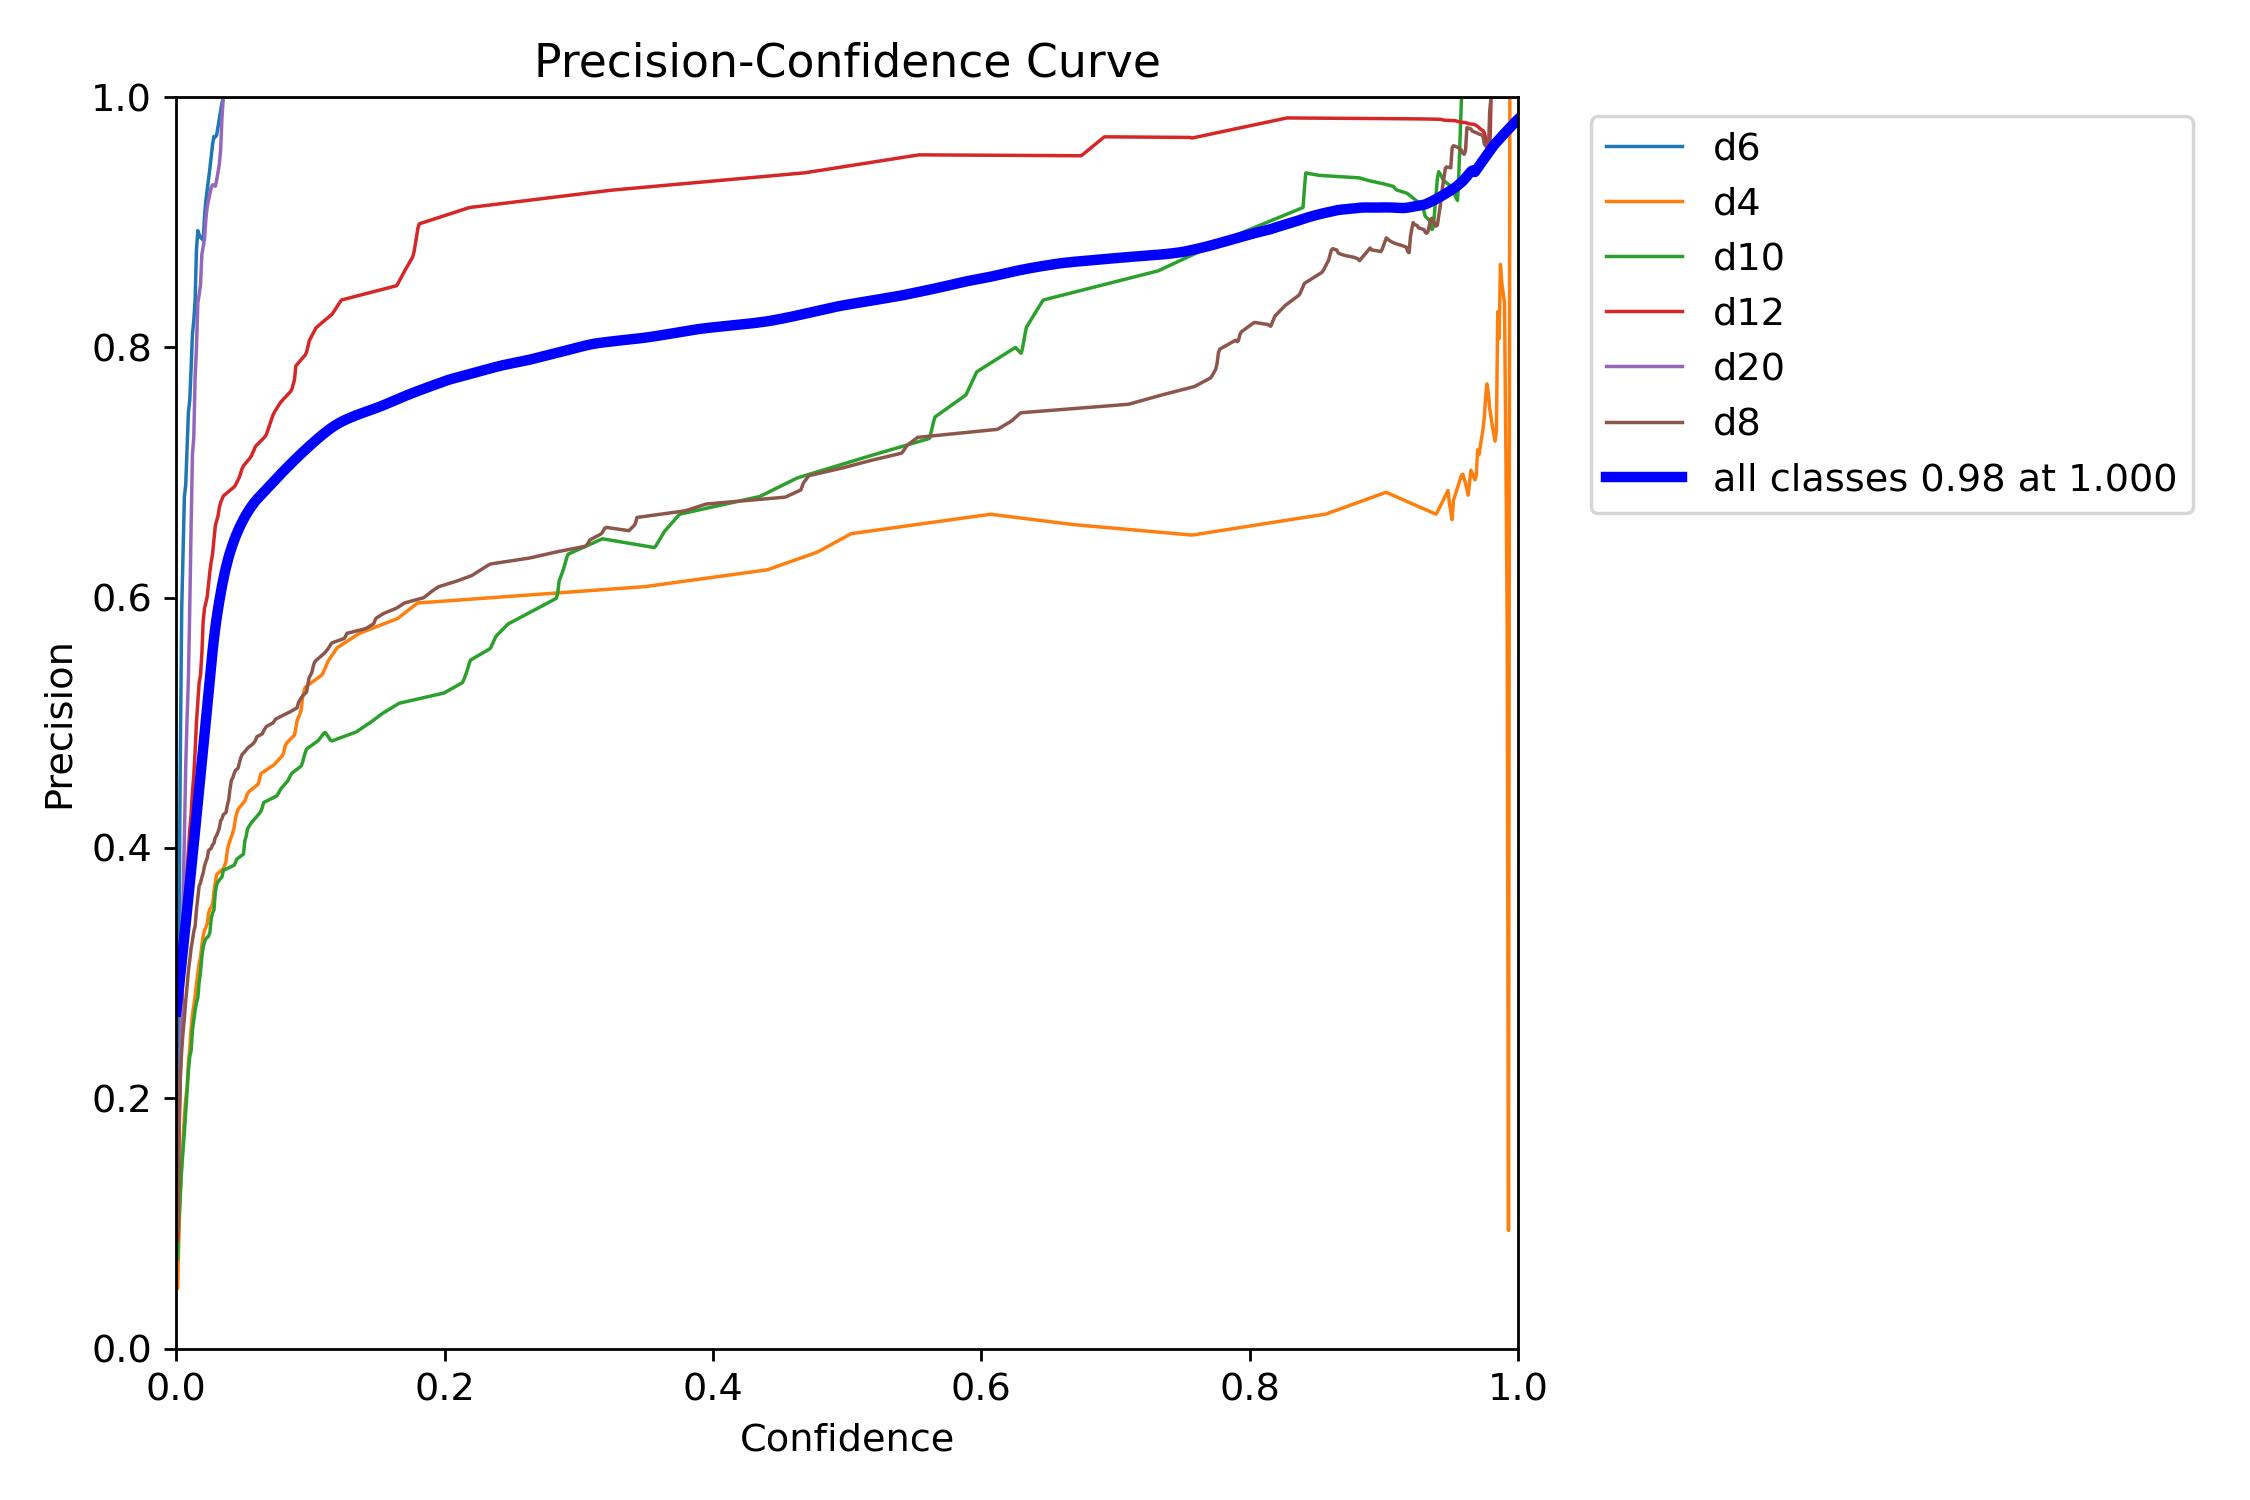 Precision-Confidence Curve
1.0
0.8
0.6
0.4
0.2
0.0
Precision
0.0 0.2 0.4 0.6 0.8 1.0
Confidence
d6
d4
d10
d12
d20
d8
all classes 0.98 at 1.000